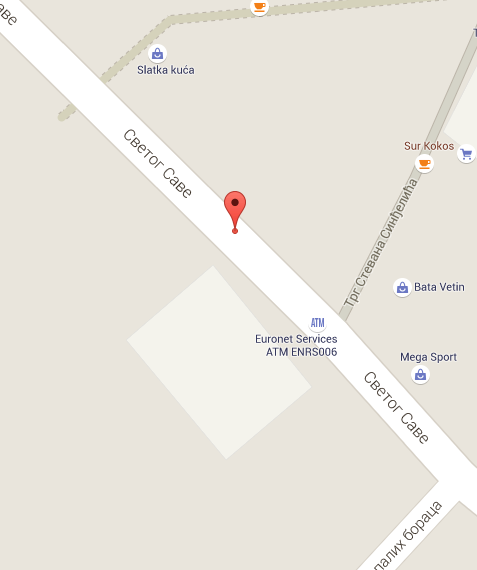 Slatka kuća
Светог Саве
Sur Kokos
Трг Стевана Синђелића
Bata Vetin
ATM
Euronet Services
ATM ENRS006
Mega Sport
Светог Саве
бораца